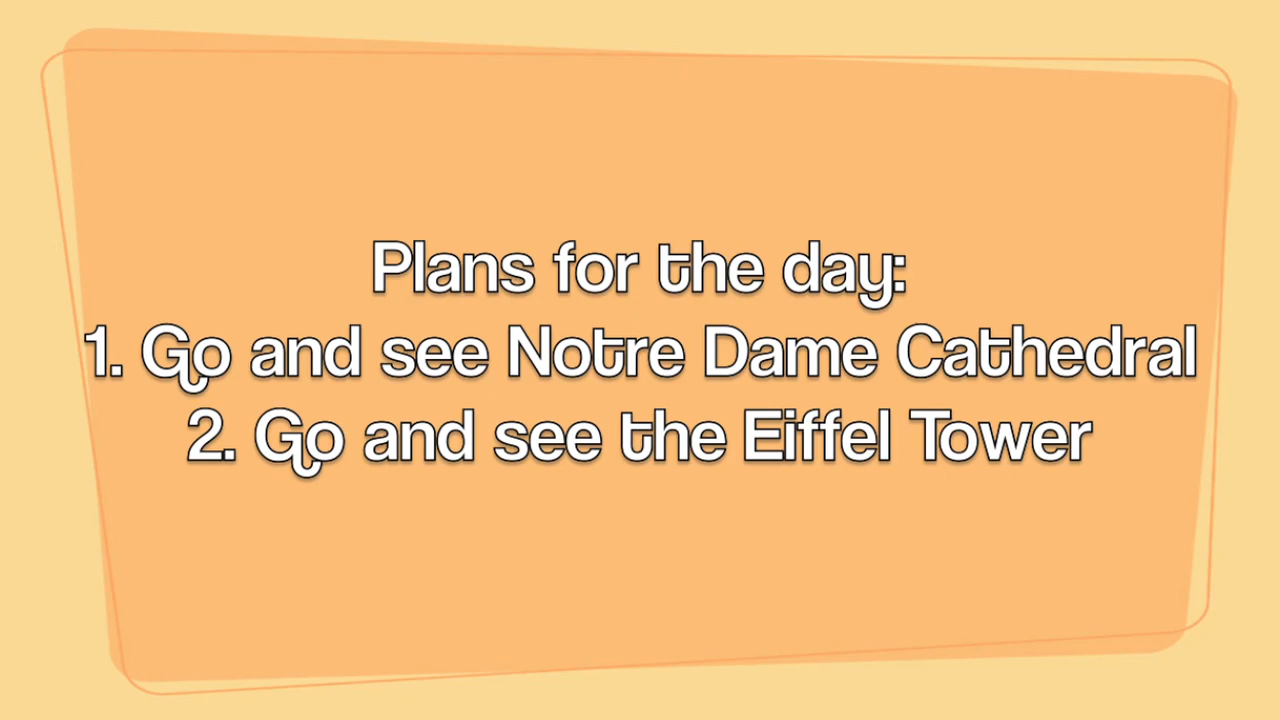 Plans for the day:
1. Go and see Notre Dame Cathedral
2. Go and see the Eiffel Tower